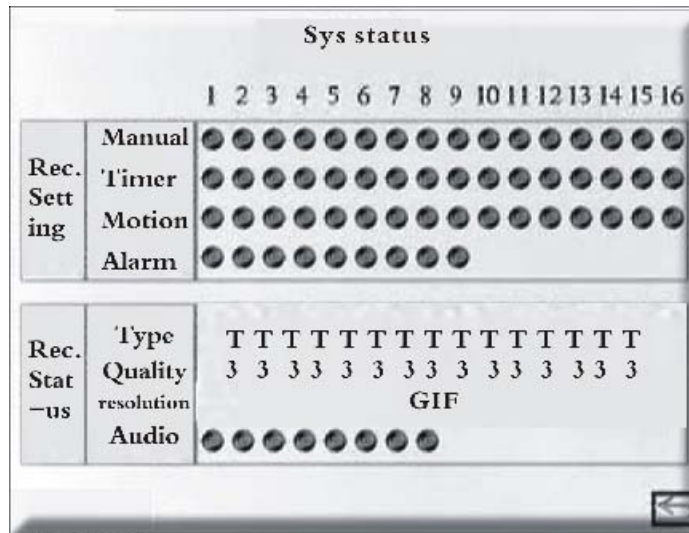 Sys status
1 2 3 4 5 6 7 8 9 10 11 12 13 14 15 16
Rec.
Sett
ing
Manual
Timer
Motion
Alarm
Rec.
Stat
-us
Type T T T T T T T T T T T T T T T
Quality 3 3 3 3 3 3 3 3 3 3 3 3 3 3 3
resolution GIF
Audio